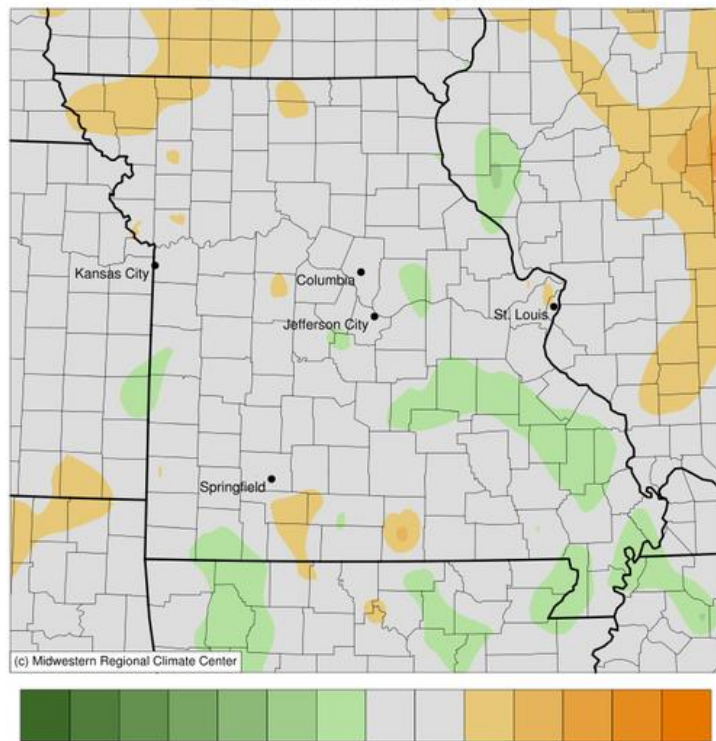 Kansas City
Columbia
Jefferson City
St. Louis
Springfield
(c) Midwestern Regional Climate Center